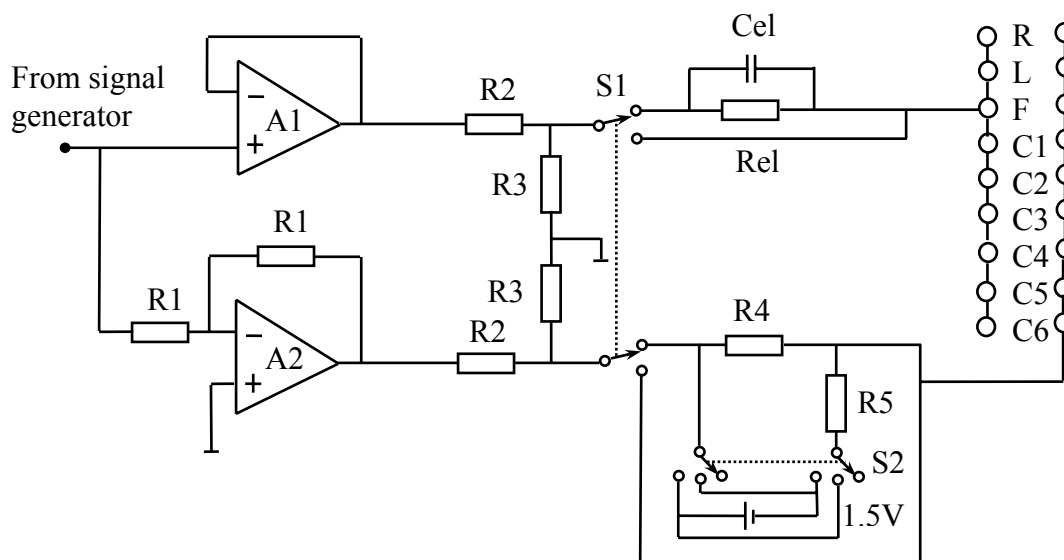 From signal
generator
−
A1
+
R2
R3
S1
Cel
Rel
R
L
F
C1
C2
C3
C4
C5
C6
R1
R1
−
A2
+
R3
R2
R4
R5
S2
1.5V